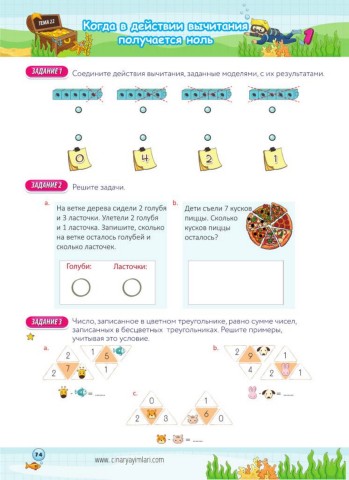 ТЕМА 22
Когда в действии вычитания
получается ноль
1
ЗАДАНИЕ 1
Соедините действия вычитания, заданные моделями, с их результатами.
0 4 2 1
ЗАДАНИЕ 2
Решите задачи.
a.
На ветке дерева сидели 2 голубя
и 3 ласточки. Улетели 2 голубя
и 1 ласточка. Запишите, сколько
на ветке осталось голубей и
сколько ласточек.
Голуби: Ласточки:
b.
Дети съели 7 кусков
пиццы. Сколько
кусков пиццы
осталось?
ЗАДАНИЕ 3
Число, записанное в цветном треугольнике, равно сумме чисел,
записанных в бесцветных треугольниках. Решите примеры,
учитывая это условие.
a.
1 5
2 7 2
- = .....
b.
2 9
4 4 1
- = .....
c.
0 3
2 1 6 0
- = .....
74
www. cinaryayimlari.com